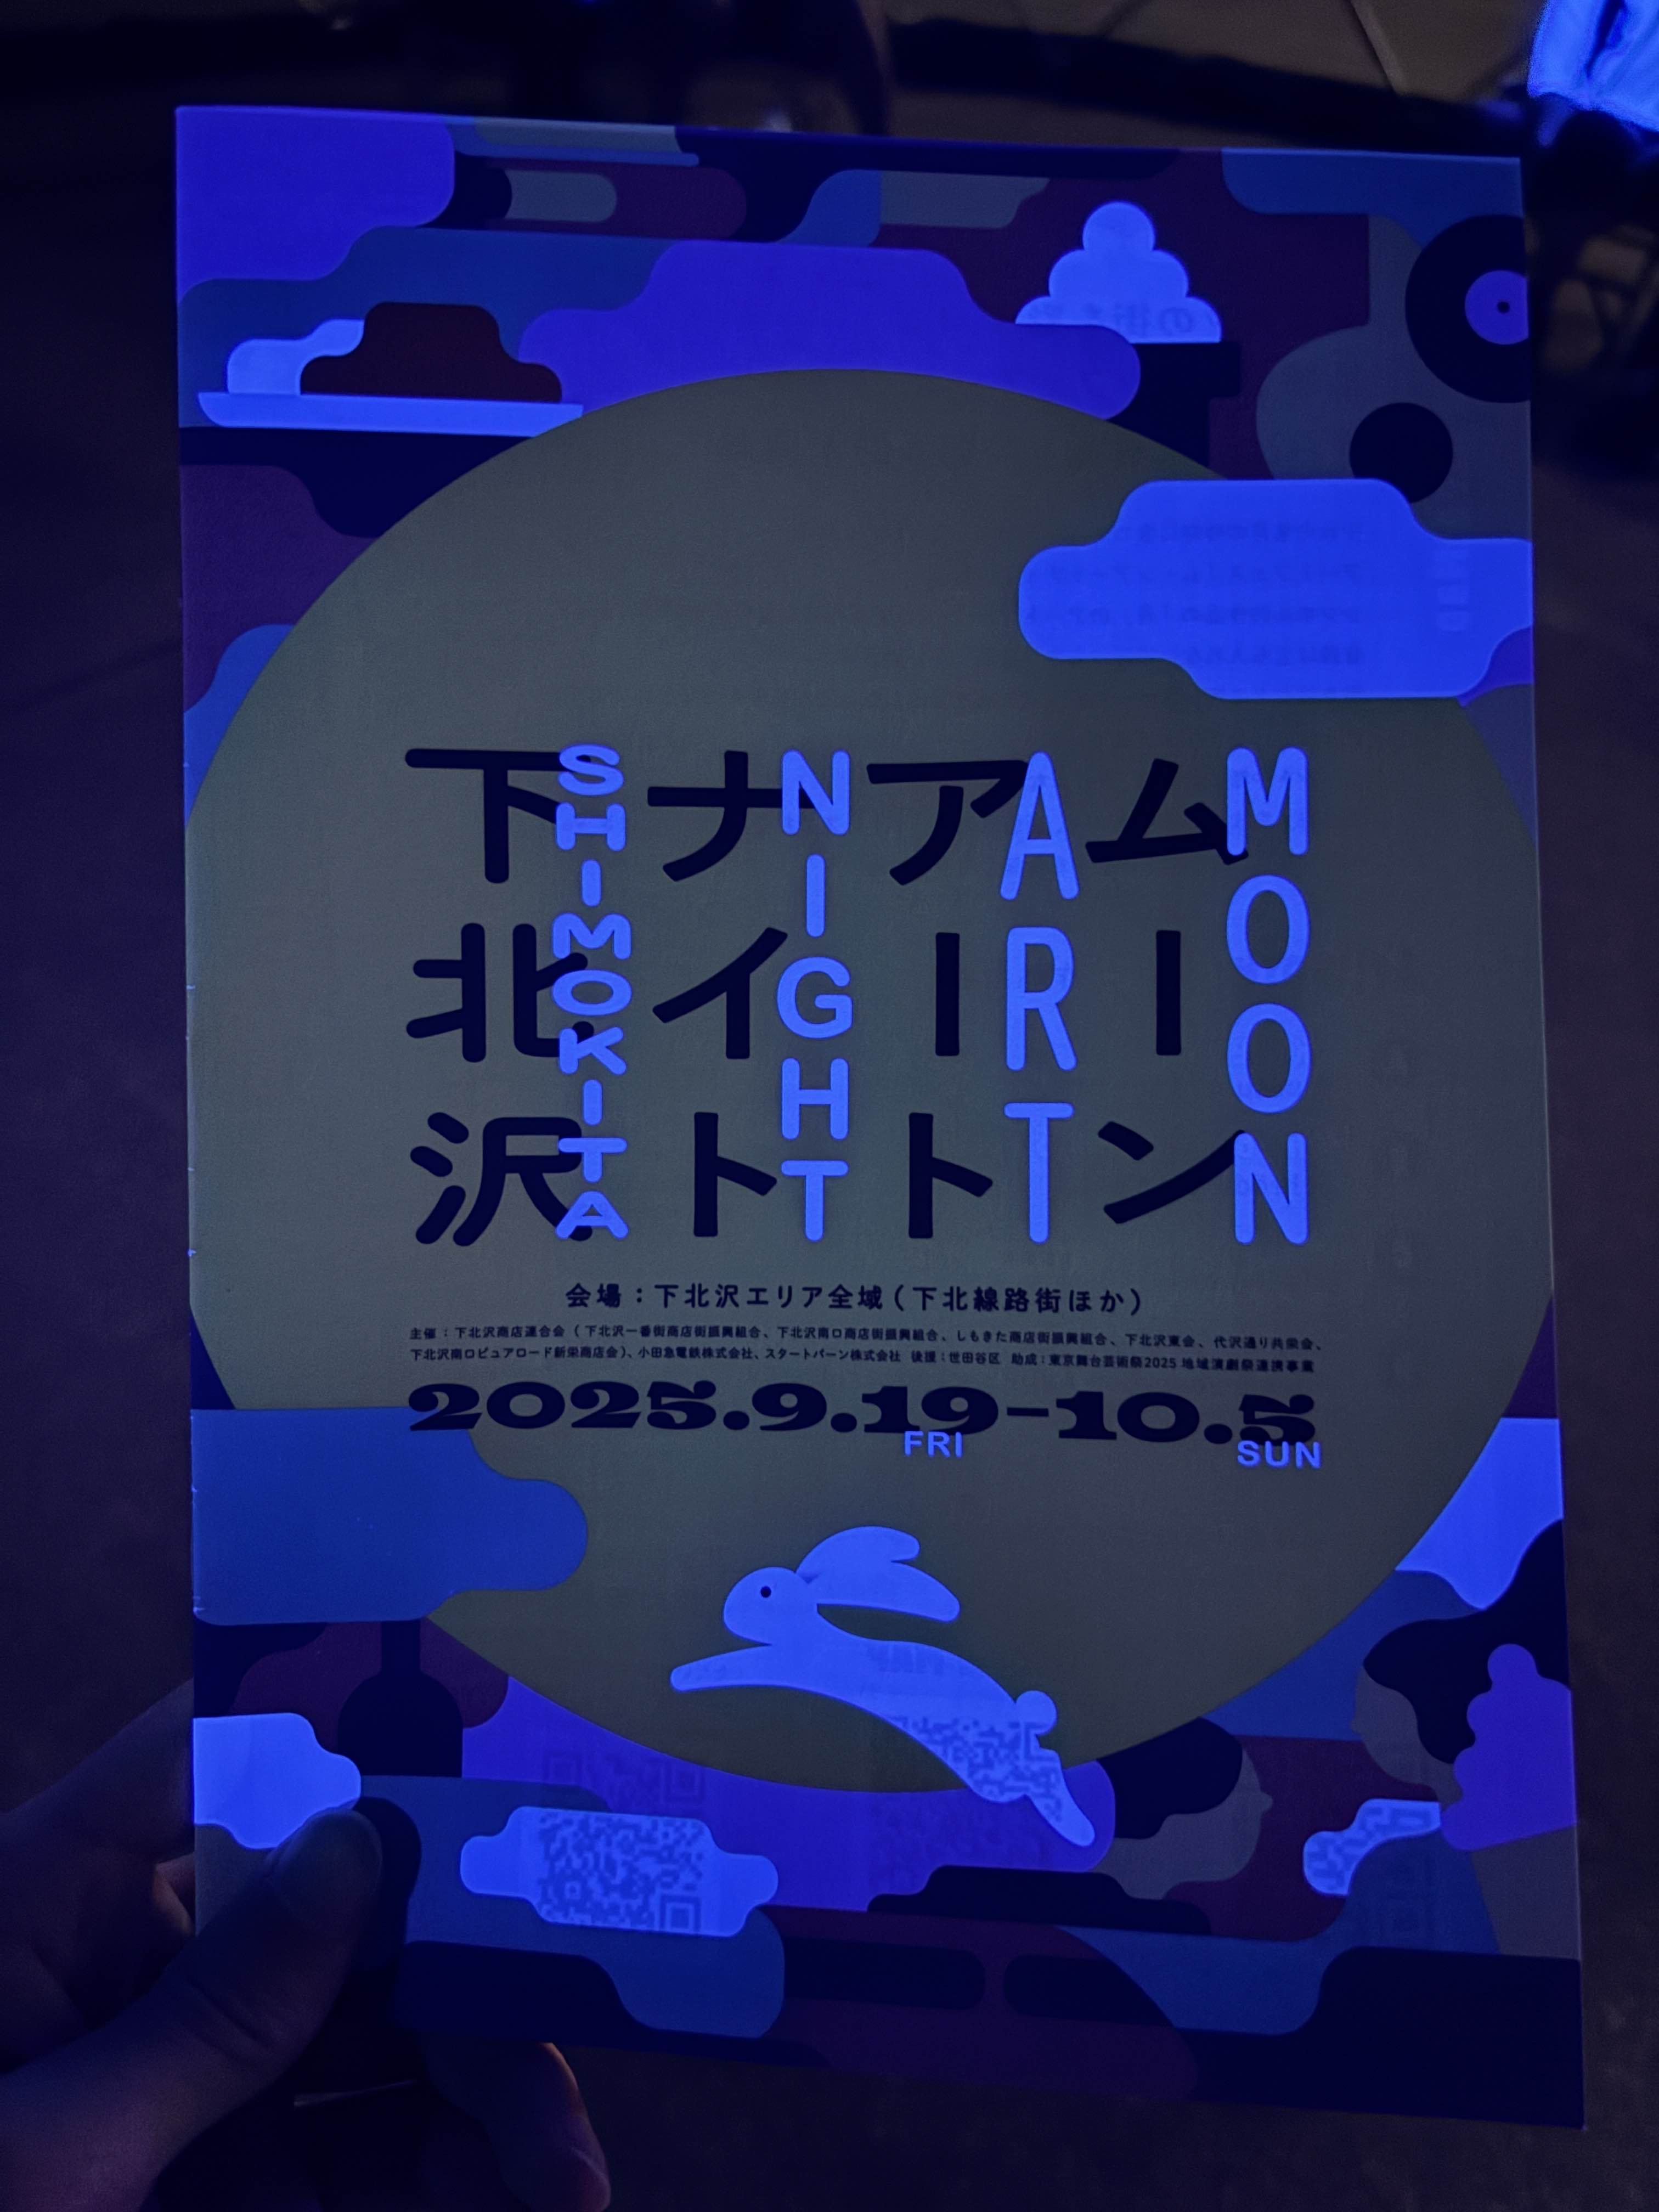 ムーンアート
ナイト下北沢
MOON
ART
NIGHT
SHIMOKITA
会場：下北沢エリア全域（下北線路街ほか）
主催：下北沢商店連合会（下北沢一番街商店街振興組合、下北沢南口商店街振興組合、しもきた商店街振興組合、下北沢東会、代沢通り共栄会、
下北沢南口ピュアロード新栄商店会）、小田急電鉄株式会社、スタートバーン株式会社 後援：世田谷区 助成：東京舞台芸術祭2025 地域演劇祭連携事業
2025.9.19-10.5
FRI SUN